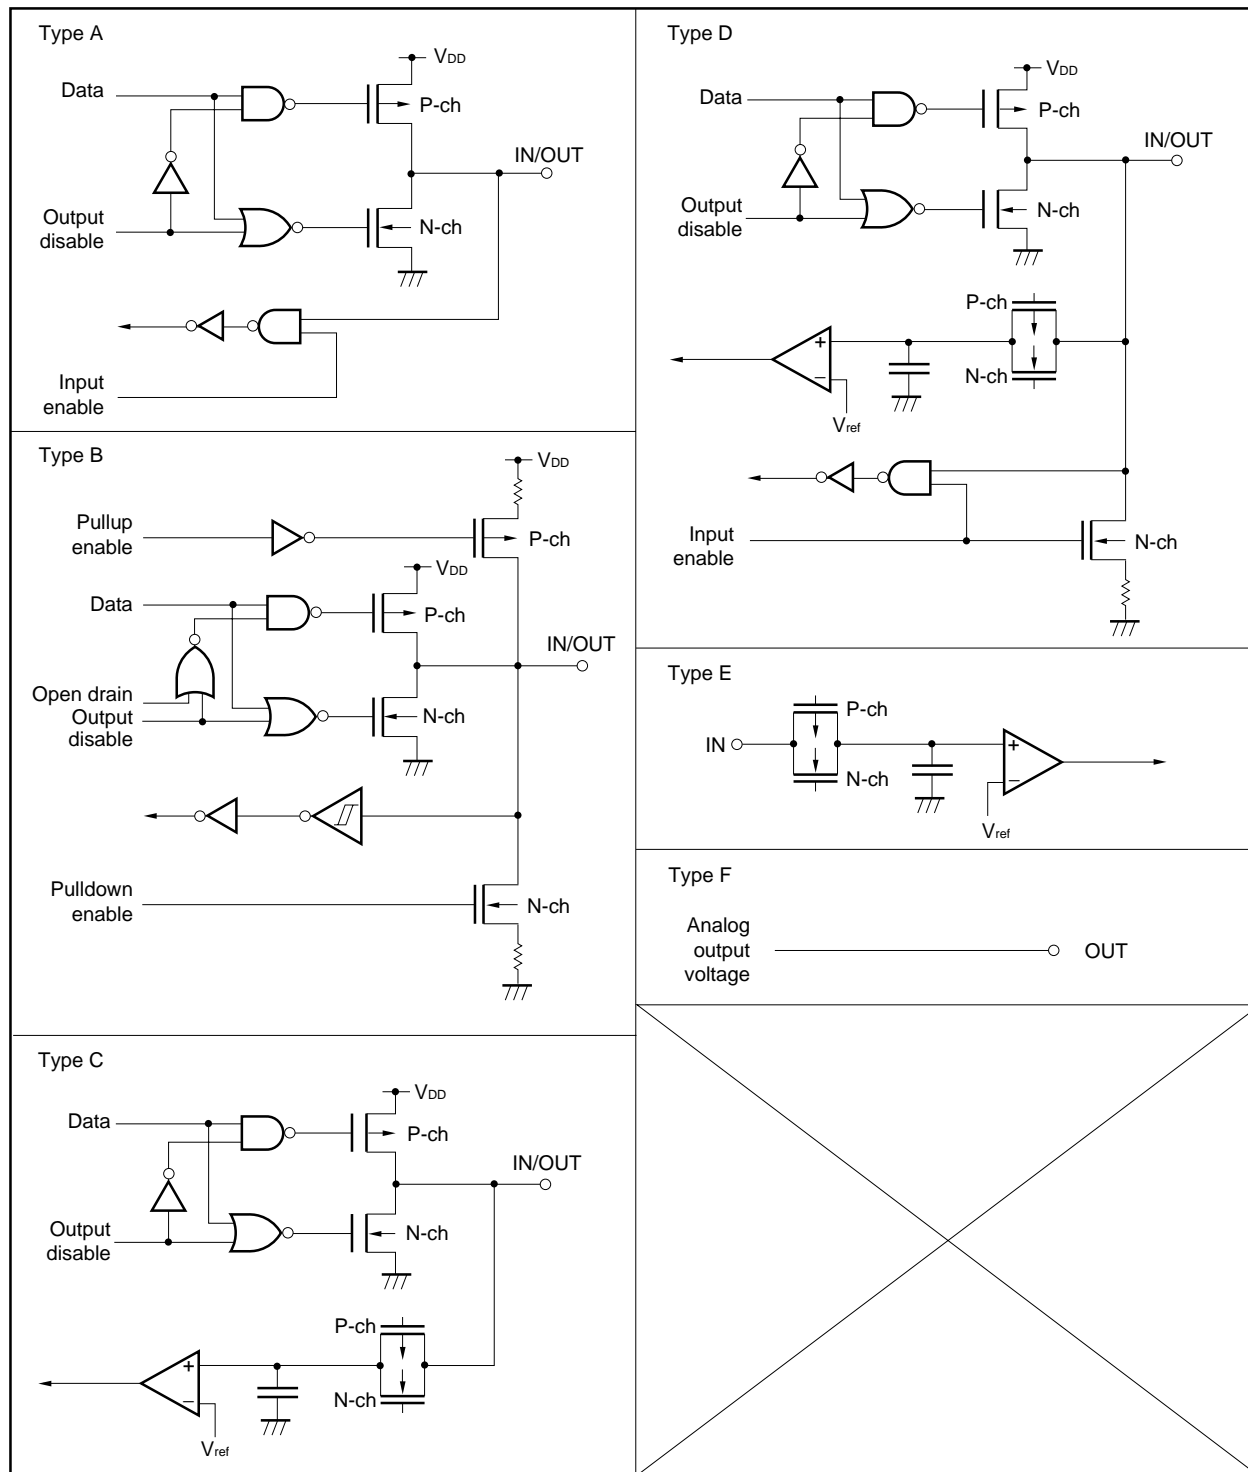 Type A
VDD
Data
P-ch
IN/OUT
Output
disable
N-ch
Input
enable
Type B
VDD
Pullup
enable
P-ch
VDD
Data
P-ch
IN/OUT
Open drain
Output
disable
N-ch
Pulldown
enable
N-ch
Type C
VDD
Data
P-ch
IN/OUT
Output
disable
N-ch
P-ch
+
−
N-ch
Vref
Type D
VDD
Data
P-ch
IN/OUT
Output
disable
N-ch
P-ch
+
−
N-ch
Vref
Input
enable
N-ch
Type E
P-ch
IN
+
−
N-ch
Vref
Type F
Analog
output
voltage
OUT